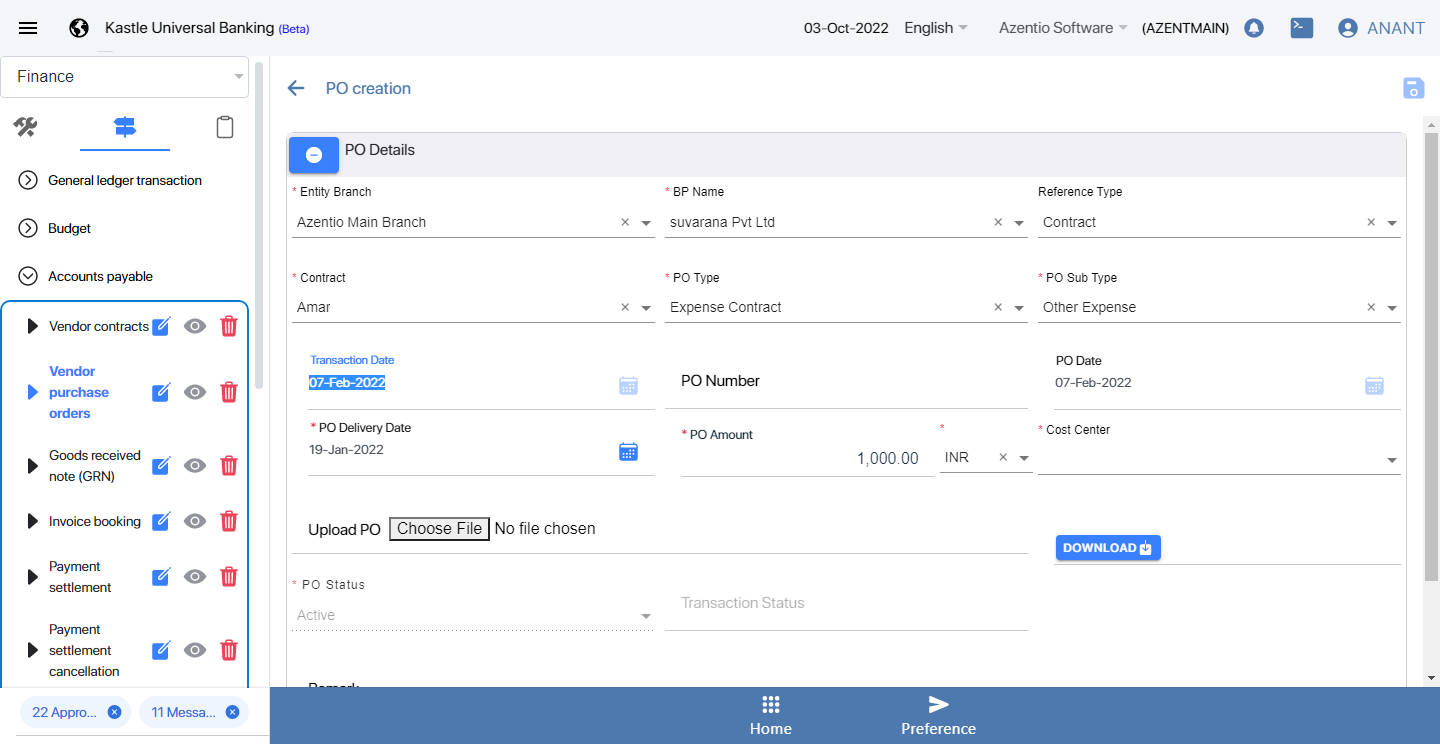 Kastle Universal Banking (Beta)
03-Oct-2022 English Azentio Software (AZENTMAIN) ANANT
Finance
General ledger transaction
Budget
Accounts payable
Vendor contracts
Vendor
purchase
orders
Goods received
note (GRN)
Invoice booking
Payment
settlement
Payment
settlement
cancellation
22 Appro...
11 Messa...
PO creation
PO Details
* Entity Branch
Azentio Main Branch
* BP Name
suvarana Pvt Ltd
Reference Type
Contract
* Contract
Amar
* PO Type
Expense Contract
* PO Sub Type
Other Expense
Transaction Date
07-Feb-2022
PO Number
PO Date
07-Feb-2022
* PO Delivery Date
19-Jan-2022
* PO Amount
1,000.00
*
INR
* Cost Center
Upload PO Choose File No file chosen
DOWNLOAD
* PO Status
Active
Transaction Status
Remark
Home
Preference